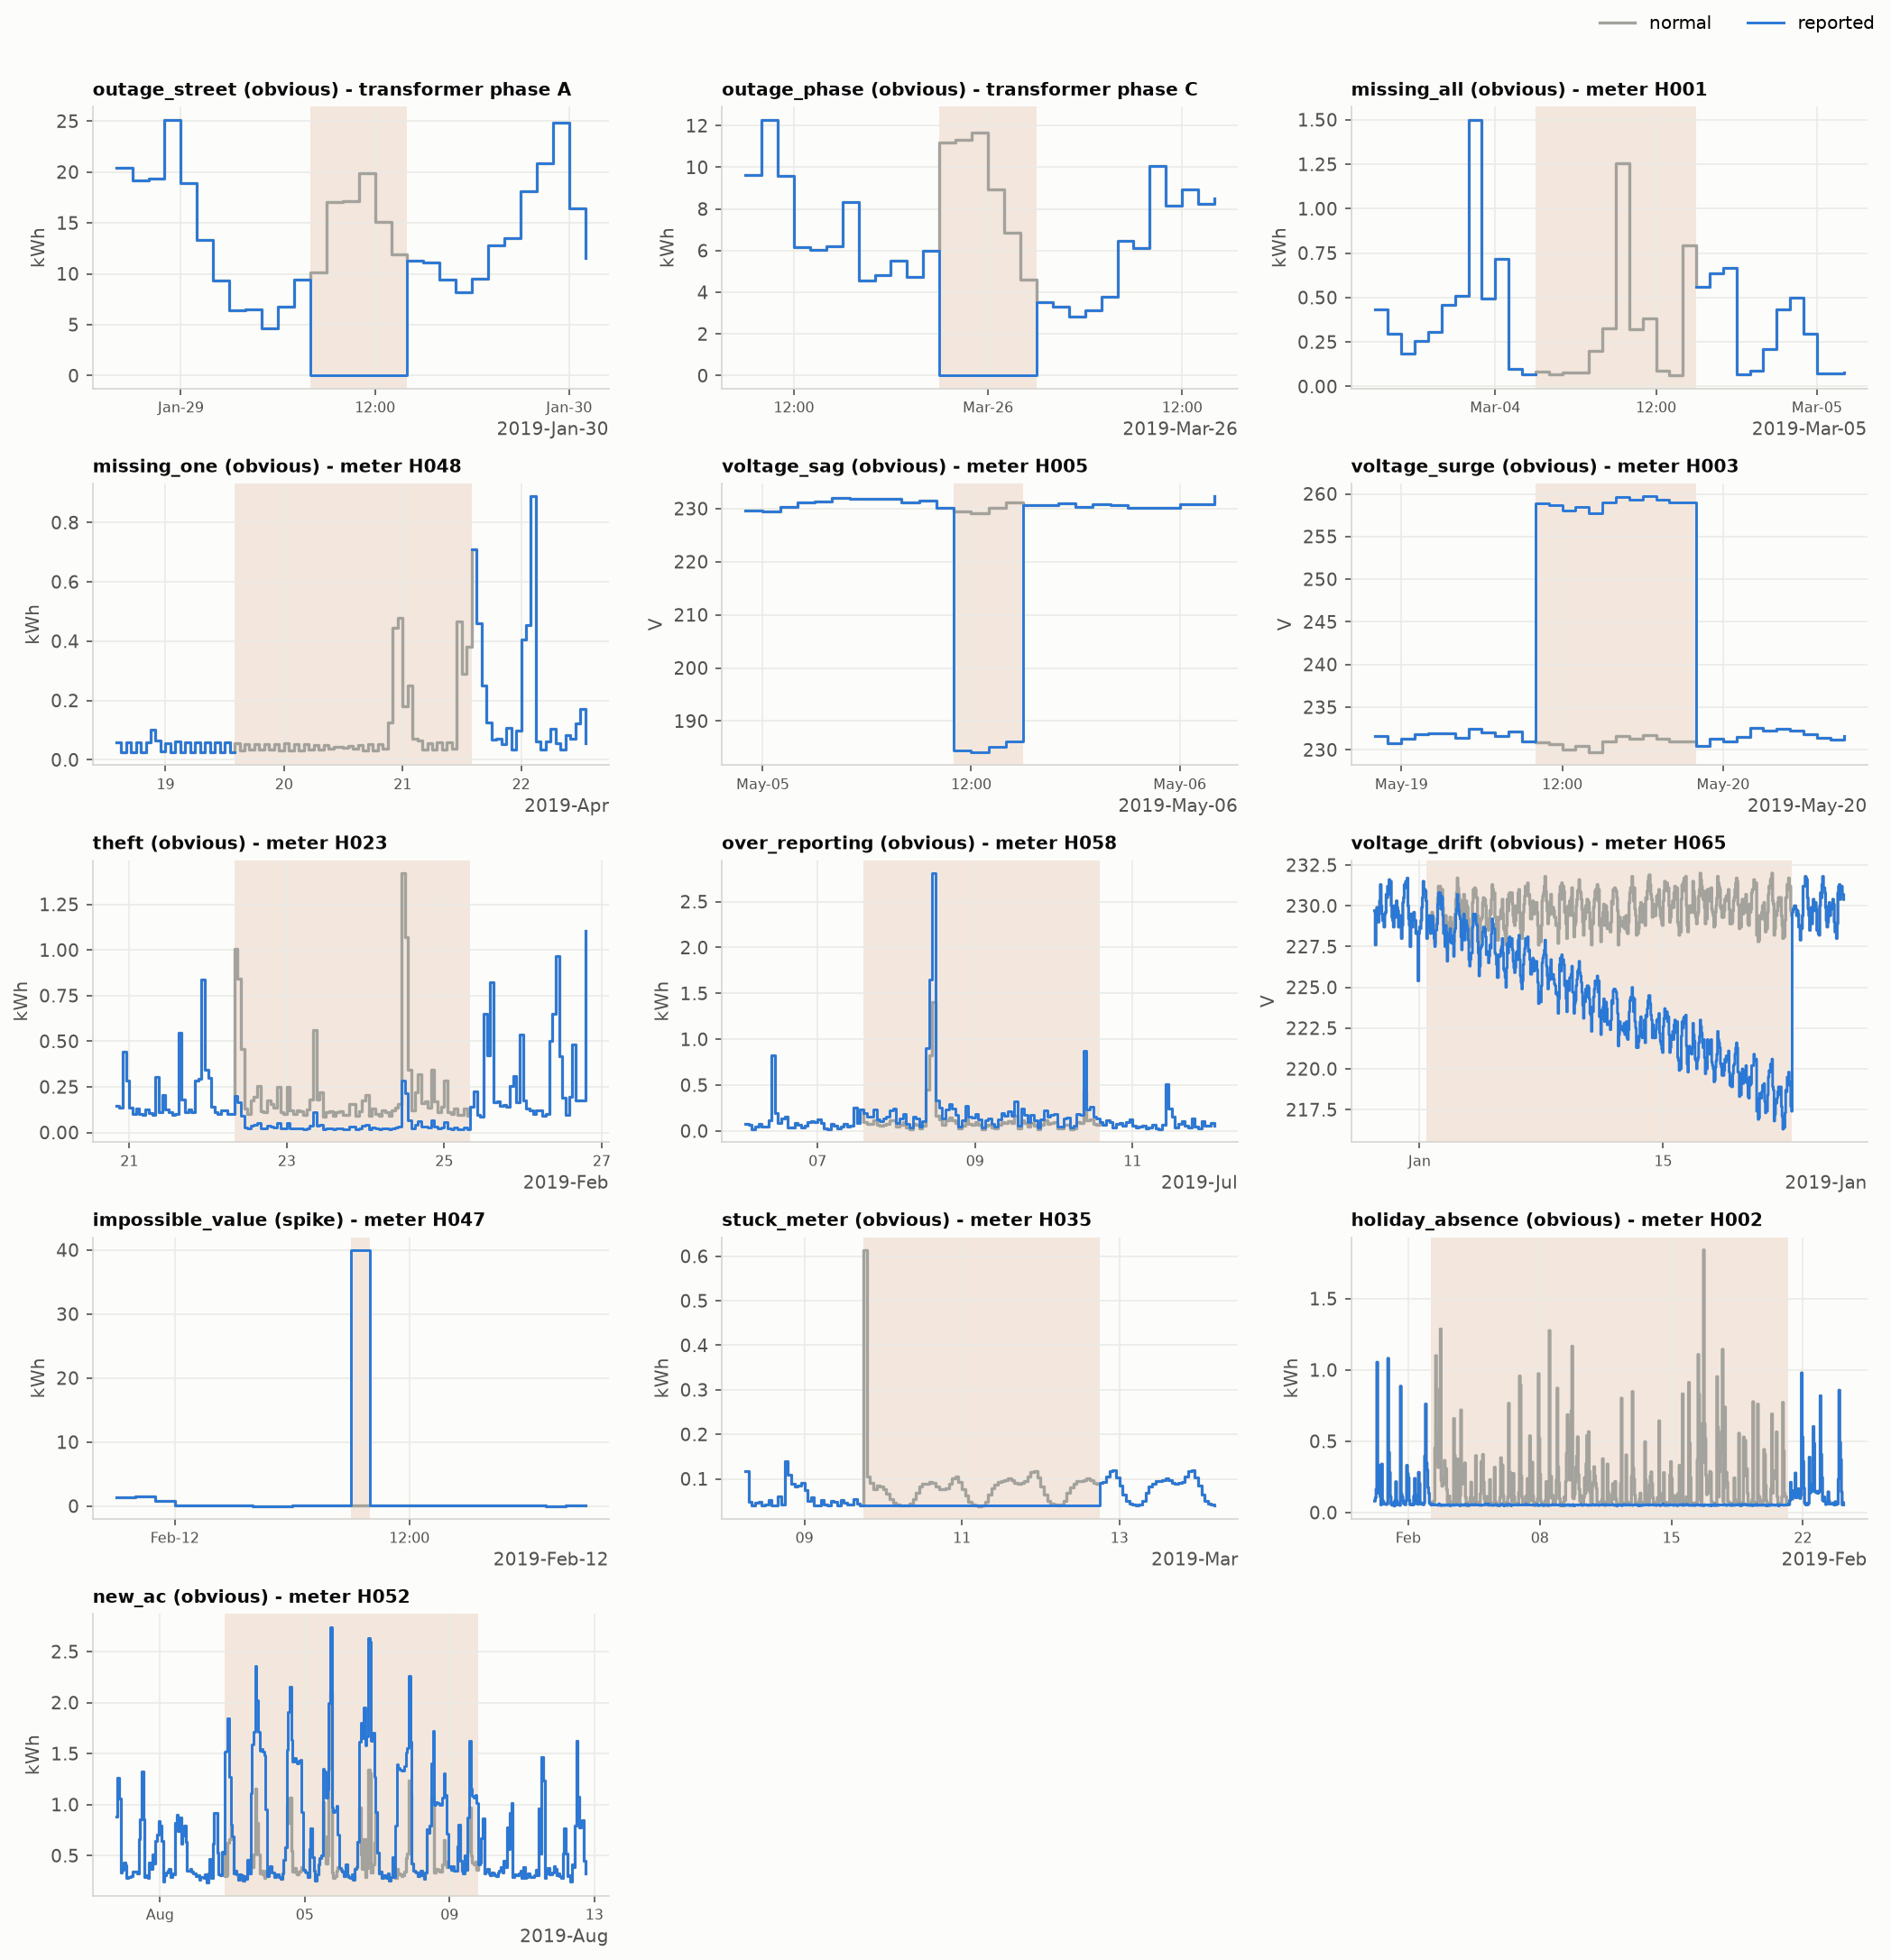 normal reported
outage_street (obvious) - transformer phase A
kWh
25
20
15
10
5
0
Jan-29 12:00 Jan-30
2019-Jan-30
outage_phase (obvious) - transformer phase C
kWh
12
10
8
6
4
2
0
12:00 Mar-26 12:00
2019-Mar-26
missing_all (obvious) - meter H001
kWh
1.50
1.25
1.00
0.75
0.50
0.25
0.00
Mar-04 12:00 Mar-05
2019-Mar-05
missing_one (obvious) - meter H048
kWh
0.8
0.6
0.4
0.2
0.0
19 20 21 22
2019-Apr
voltage_sag (obvious) - meter H005
V
230
220
210
200
190
May-05 12:00 May-06
2019-May-06
voltage_surge (obvious) - meter H003
V
260
255
250
245
240
235
230
May-19 12:00 May-20
2019-May-20
theft (obvious) - meter H023
kWh
1.25
1.00
0.75
0.50
0.25
0.00
21 23 25 27
2019-Feb
over_reporting (obvious) - meter H058
kWh
2.5
2.0
1.5
1.0
0.5
0.0
07 09 11
2019-Jul
voltage_drift (obvious) - meter H065
V
232.5
230.0
227.5
225.0
222.5
220.0
217.5
Jan 15
2019-Jan
impossible_value (spike) - meter H047
kWh
40
30
20
10
0
Feb-12 12:00
2019-Feb-12
stuck_meter (obvious) - meter H035
kWh
0.6
0.5
0.4
0.3
0.2
0.1
09 11 13
2019-Mar
holiday_absence (obvious) - meter H002
kWh
1.5
1.0
0.5
0.0
Feb 08 15 22
2019-Feb
new_ac (obvious) - meter H052
kWh
2.5
2.0
1.5
1.0
0.5
Aug 05 09 13
2019-Aug